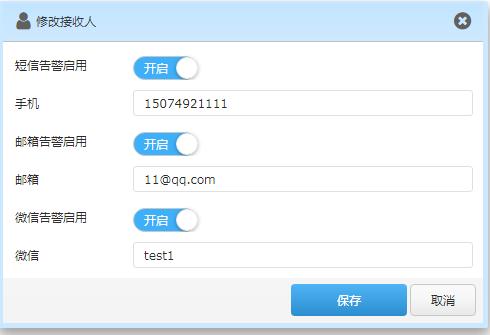 修改接收人
短信告警启用 开启
手机 15074921111
邮箱告警启用 开启
邮箱 11@qq.com
微信告警启用 开启
微信 test1
保存 取消